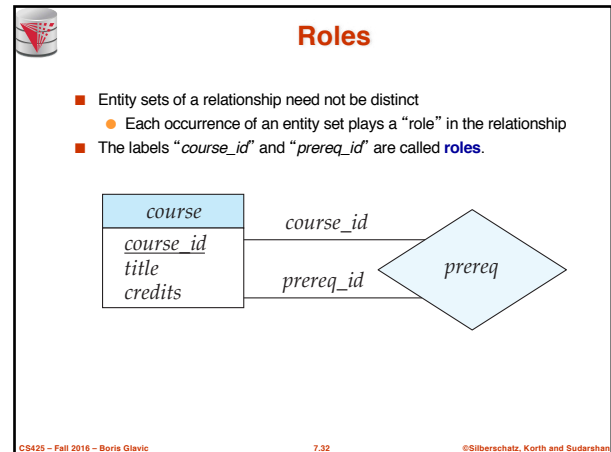 Roles
■ Entity sets of a relationship need not be distinct
● Each occurrence of an entity set plays a “role” in the relationship
■ The labels “course_id” and “prereq_id” are called roles.
course
course_id
title
credits
course_id
prereq_id
prereq
CS425 – Fall 2016 – Boris Glavic
7.32
©Silberschatz, Korth and Sudarshan